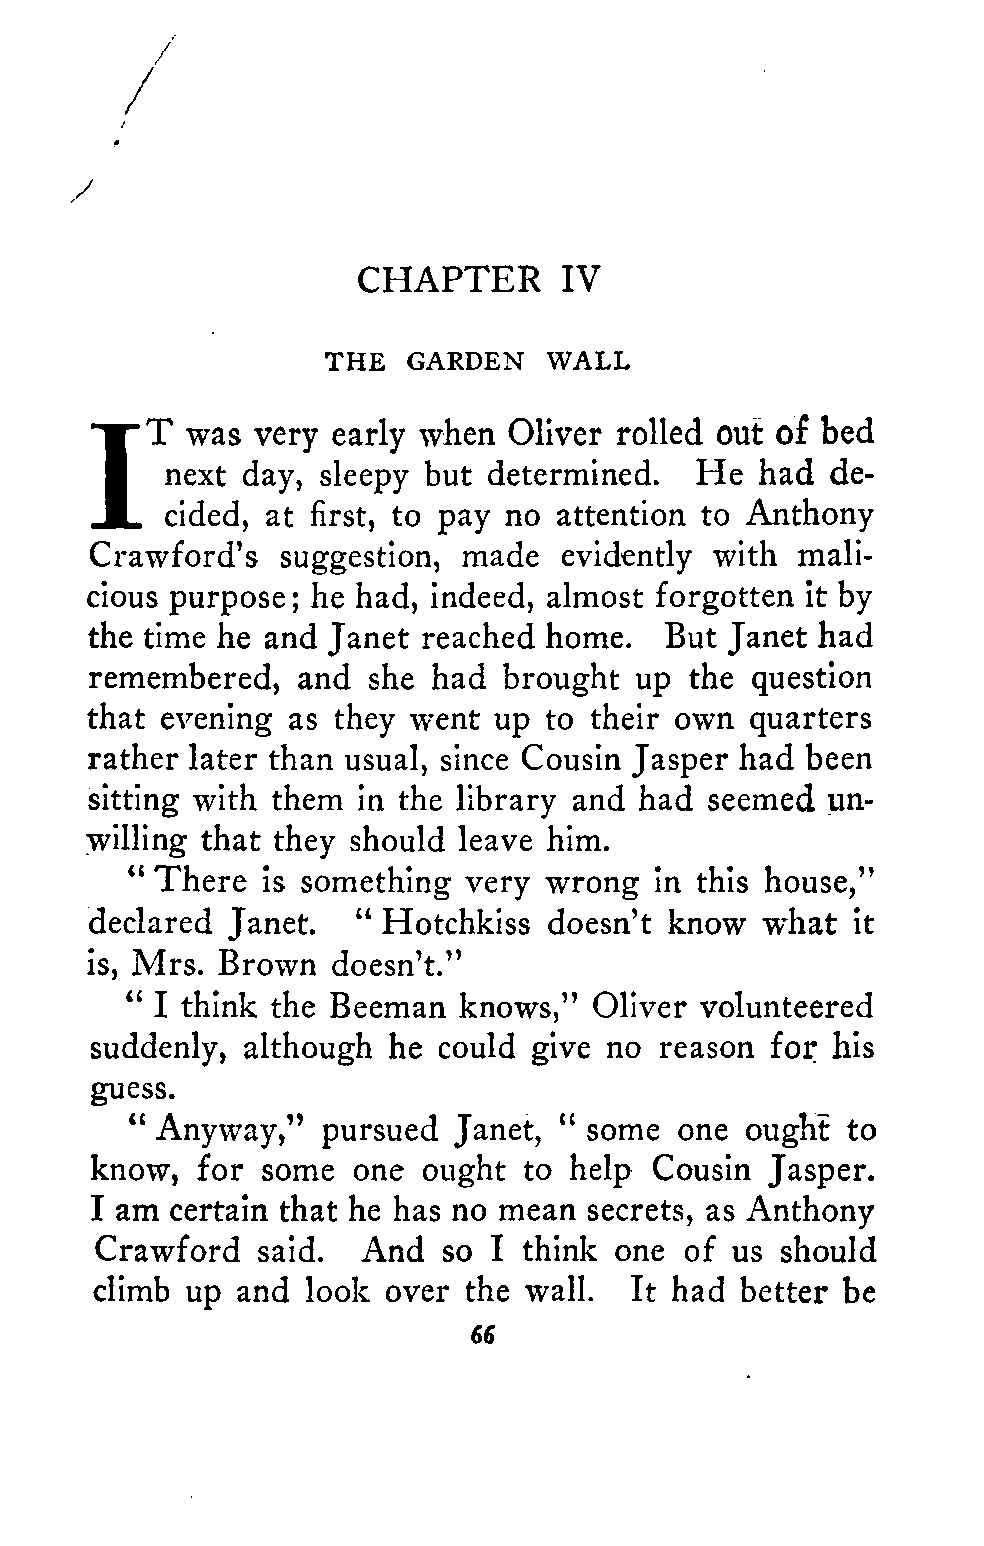 CHAPTER IV
THE GARDEN WALL
IT was very early when Oliver rolled out of bed
next day, sleepy but determined. He had de-
cided, at first, to pay no attention to Anthony
Crawford's suggestion, made evidently with mali-
cious purpose; he had, indeed, almost forgotten it by
the time he and Janet reached home. But Janet had
remembered, and she had brought up the question
that evening as they went up to their own quarters
rather later than usual, since Cousin Jasper had been
sitting with them in the library and had seemed un-
willing that they should leave him.
"There is something very wrong in this house,"
declared Janet. "Hotchkiss doesn't know what it
is, Mrs. Brown doesn't."
"I think the Beeman knows," Oliver volunteered
suddenly, although he could give no reason for his
guess.
"Anyway," pursued Janet, "some one ought to
know, for some one ought to help Cousin Jasper.
I am certain that he has no mean secrets, as Anthony
Crawford said. And so I think one of us should
climb up and look over the wall. It had better be
66